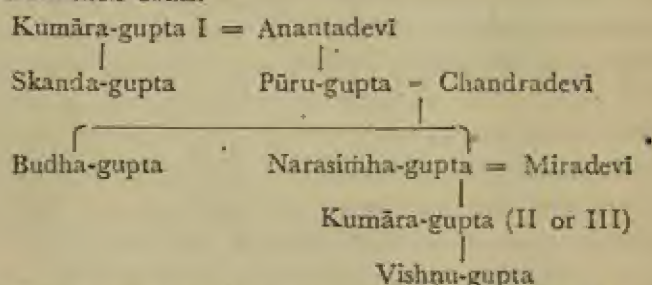 Kumāra-gupta I = Anantadevī
Skanda-gupta Pūru-gupta = Chandradevī
Budha-gupta Narasiṁha-gupta = Miradevī
Kumāra-gupta (II or III)
Vishṇu-gupta